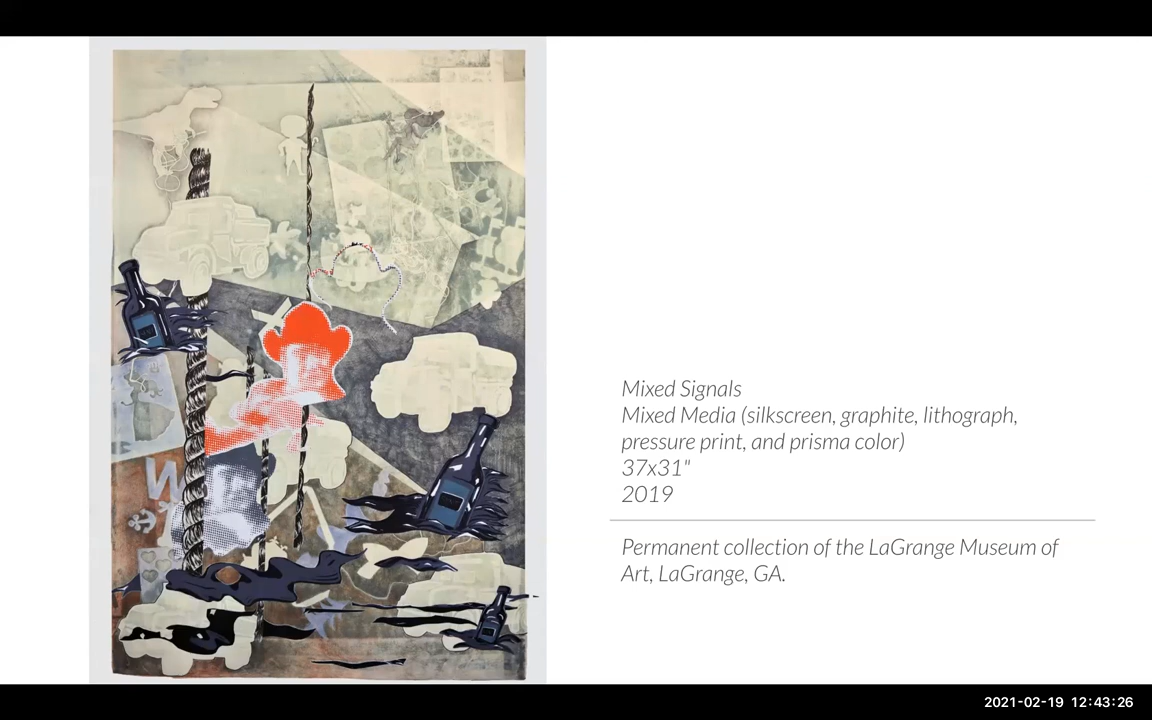 W
Mixed Signals
Mixed Media (silkscreen, graphite, lithograph,
pressure print, and prisma color)
37x31"
2019
Permanent collection of the LaGrange Museum of
Art, LaGrange, GA.
2021-02-19 12:43:26